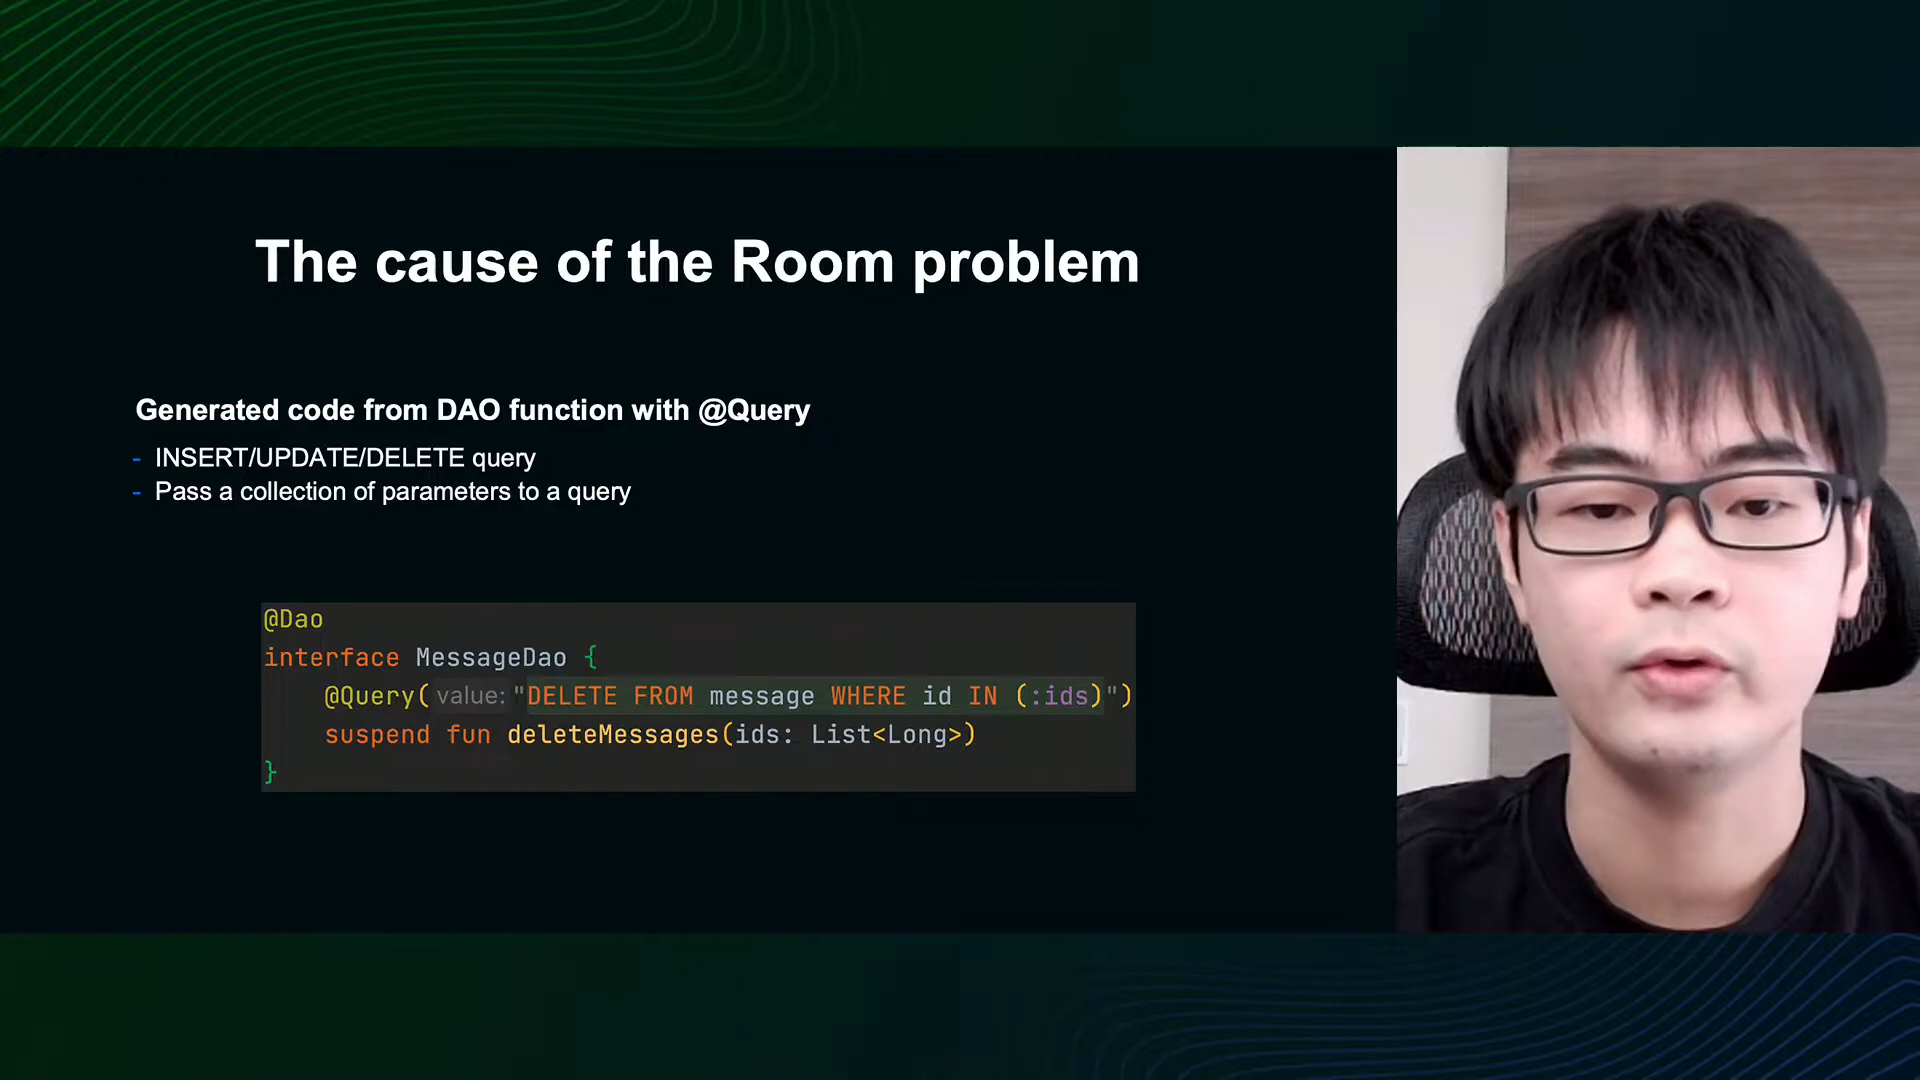 The cause of the Room problem
Generated code from DAO function with @Query
- INSERT/UPDATE/DELETE query
- Pass a collection of parameters to a query
@Dao
interface MessageDao {
@Query( value: "DELETE FROM message WHERE id IN (:ids)")
suspend fun deleteMessages(ids: List<Long>)
}